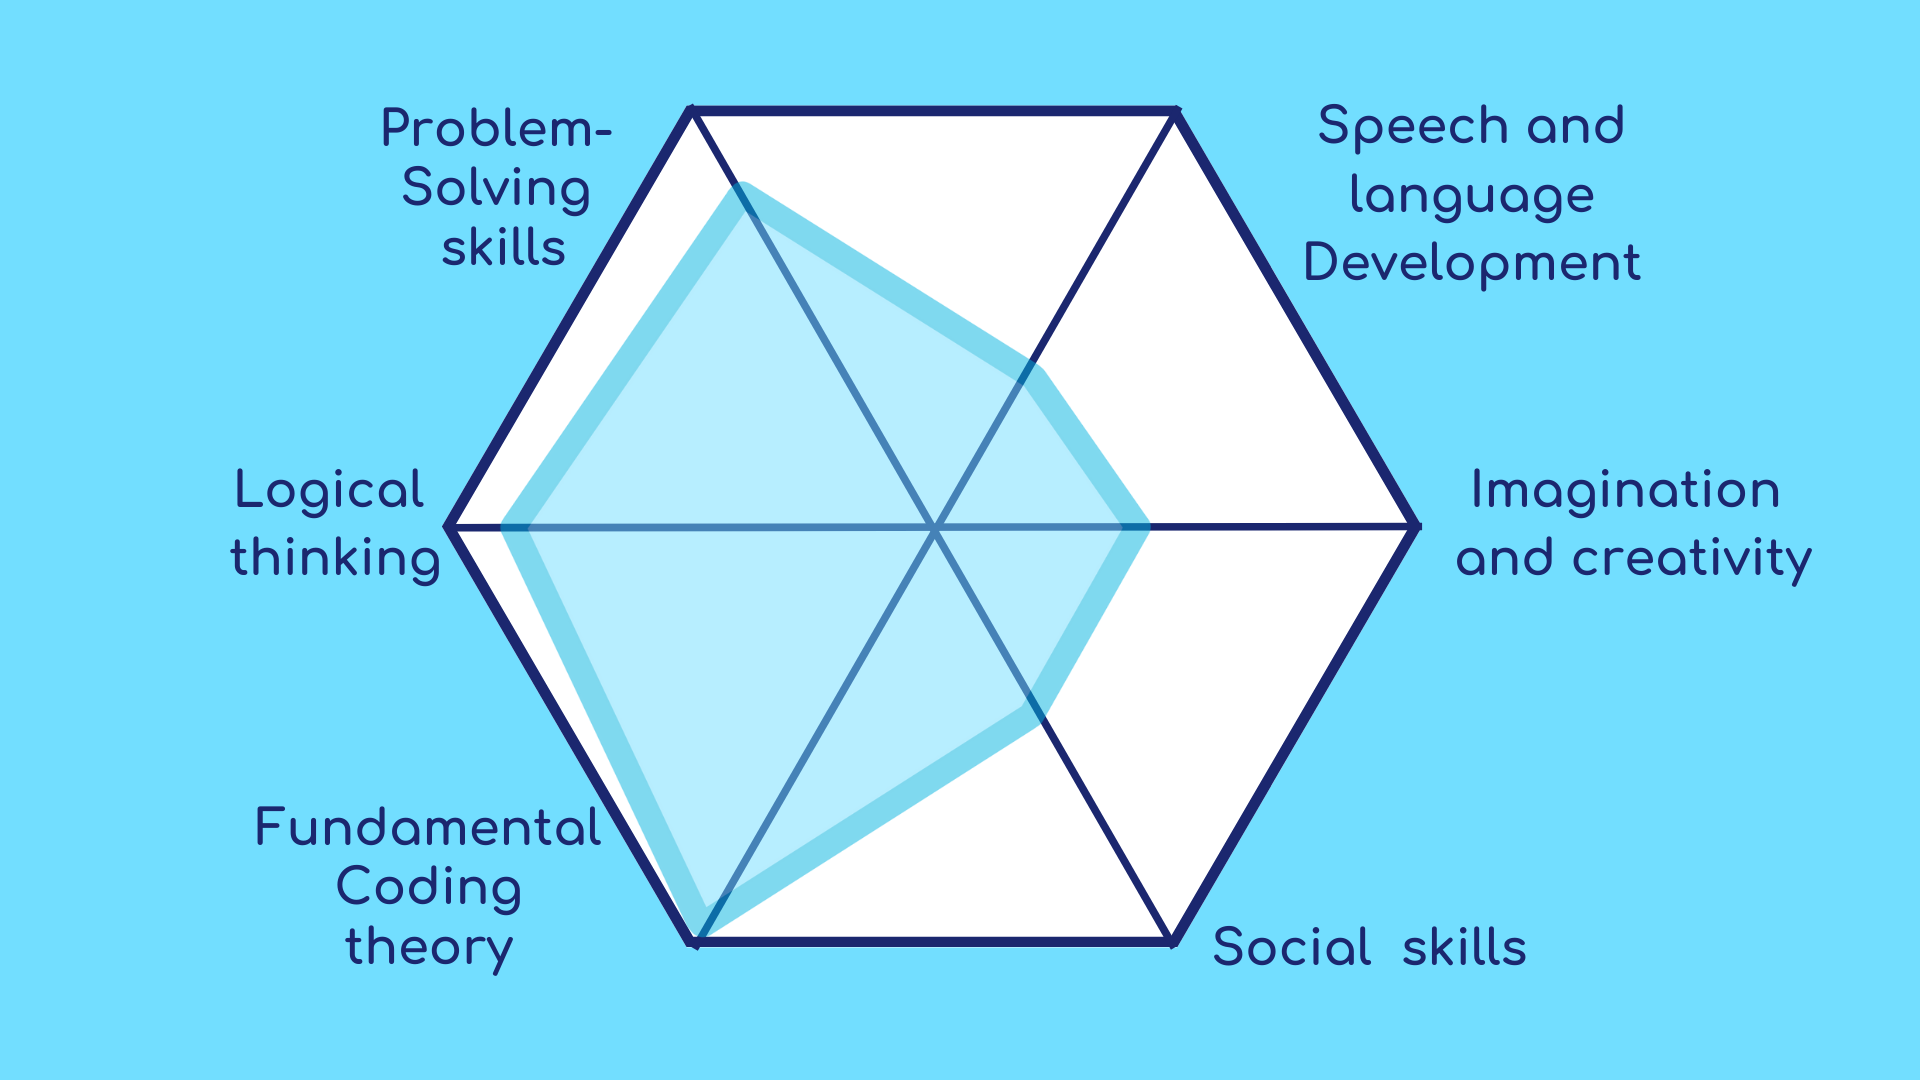 Problem-
Solving
skills
Speech and
language
Development
Logical
thinking
Imagination
and creativity
Fundamental
Coding
theory
Social skills